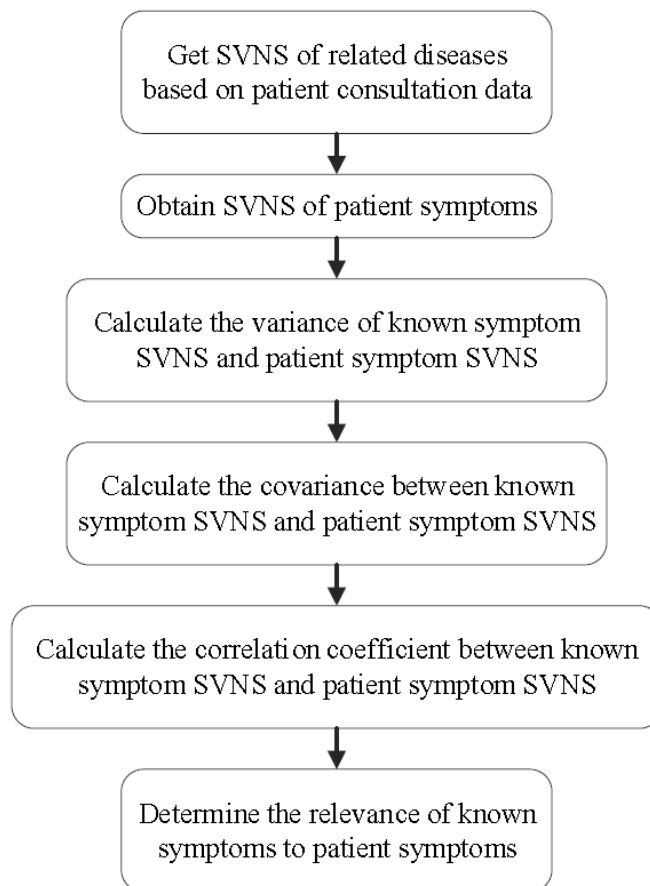 Get SVNS of related diseases
based on patient consultation data
Obtain SVNS of patient symptoms
Calculate the variance of known symptom
SVNS and patient symptom SVNS
Calculate the covariance between known
symptom SVNS and patient symptom SVNS
Calculate the correlation coefficient between known
symptom SVNS and patient symptom SVNS
Determine the relevance of known
symptoms to patient symptoms